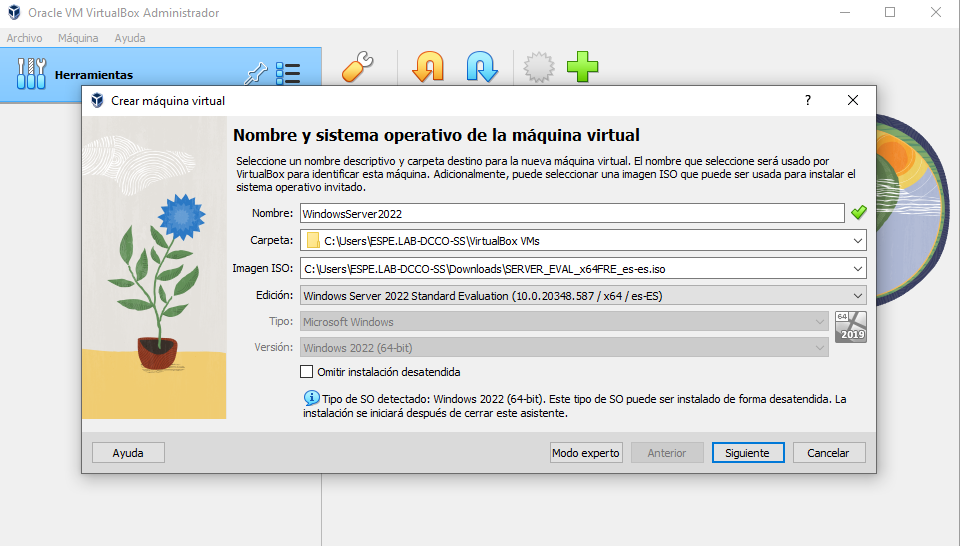 Oracle VM VirtualBox Administrador
Archivo Máquina Ayuda
Herramientas
Crear máquina virtual
Nombre y sistema operativo de la máquina virtual
Seleccione un nombre descriptivo y carpeta destino para la nueva máquina virtual. El nombre que seleccione será usado por
VirtualBox para identificar esta máquina. Adicionalmente, puede seleccionar una imagen ISO que puede ser usada para instalar el
sistema operativo invitado.
Nombre: WindowsServer2022
Carpeta: C:\Users\ESPE.LAB-DCCO-SS\VirtualBox VMs
Imagen ISO: C:\Users\ESPE.LAB-DCCO-SS\Downloads\SERVER_EVAL_x64FRE_es-es.iso
Edición: Windows Server 2022 Standard Evaluation (10.0.20348.587 / x64 / es-ES)
Tipo: Microsoft Windows
64
2019
Versión: Windows 2022 (64-bit)
Omitir instalación desatendida
Tipo de SO detectado: Windows 2022 (64-bit). Este tipo de SO puede ser instalado de forma desatendida. La
instalación se iniciará después de cerrar este asistente.
Ayuda Modo experto Anterior Siguiente Cancelar